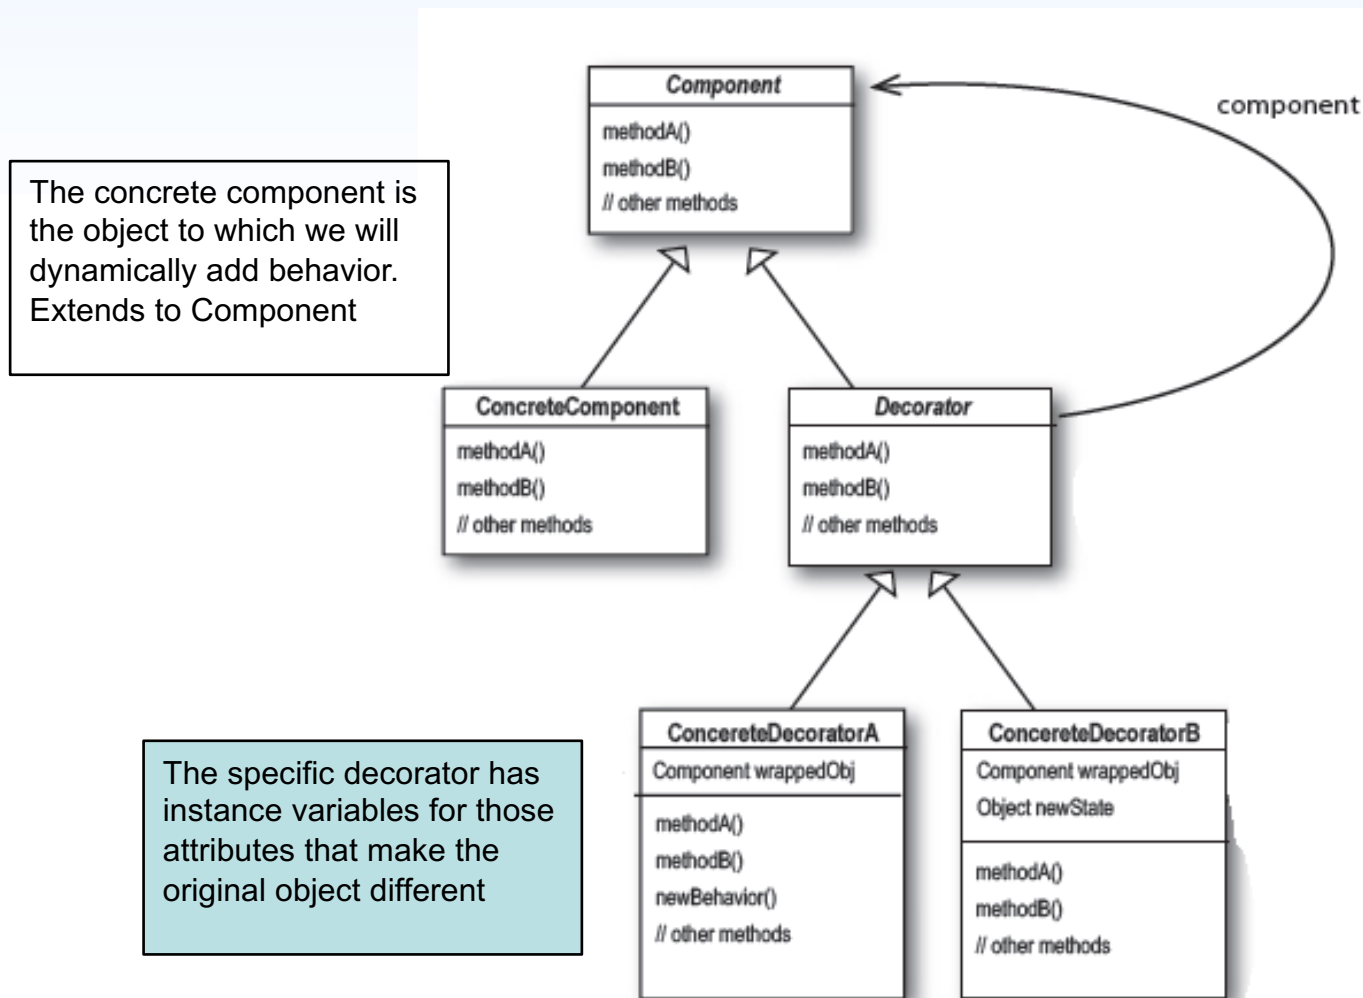 Component
methodA()
methodB()
// other methods
component
The concrete component is
the object to which we will
dynamically add behavior.
Extends to Component
ConcreteComponent
methodA()
methodB()
// other methods
Decorator
methodA()
methodB()
// other methods
The specific decorator has
instance variables for those
attributes that make the
original object different
ConcereteDecoratorA
Component wrappedObj
methodA()
methodB()
newBehavior()
// other methods
ConcereteDecoratorB
Component wrappedObj
Object newState
methodA()
methodB()
// other methods